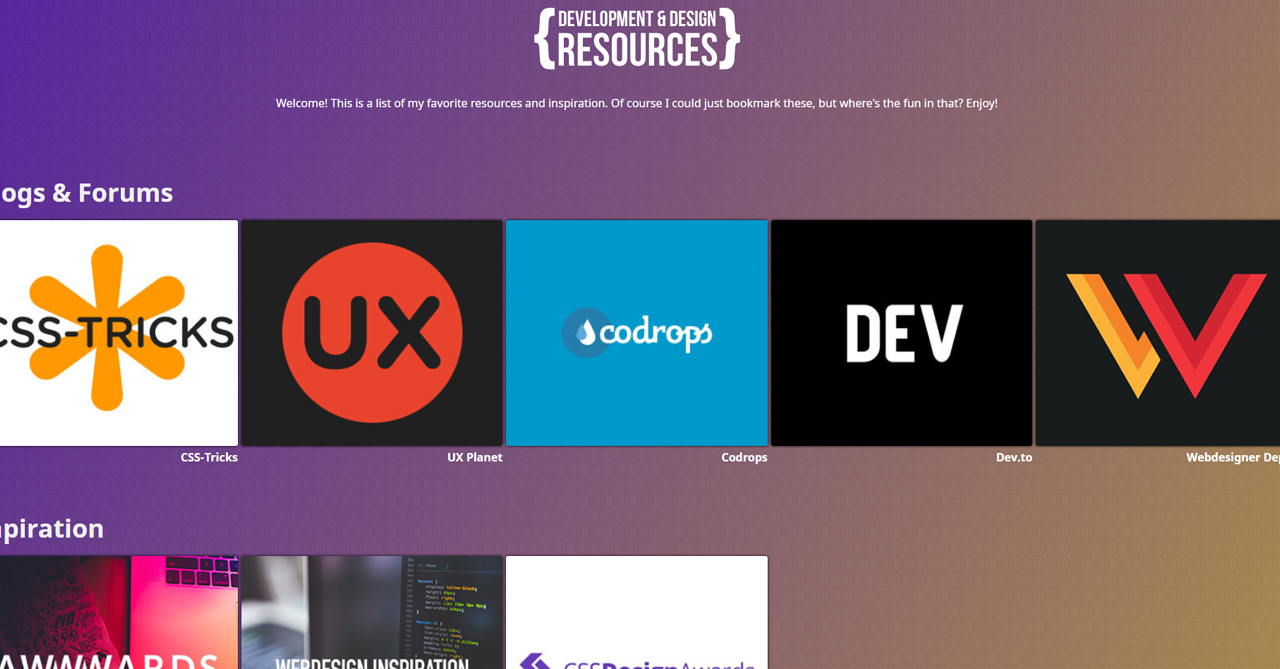 DEVELOPMENT & DESIGN
RESOURCES
Welcome! This is a list of my favorite resources and inspiration. Of course I could just bookmark these, but where's the fun in that? Enjoy!
ogs & Forums
CSS-TRICKS
UX
codrops
DEV
CSS-Tricks
UX Planet
Codrops
Dev.to
Webdesigner De
piration
AWWWARDS
WEBDESIGN INSPIRATION
CSSDesignAwards